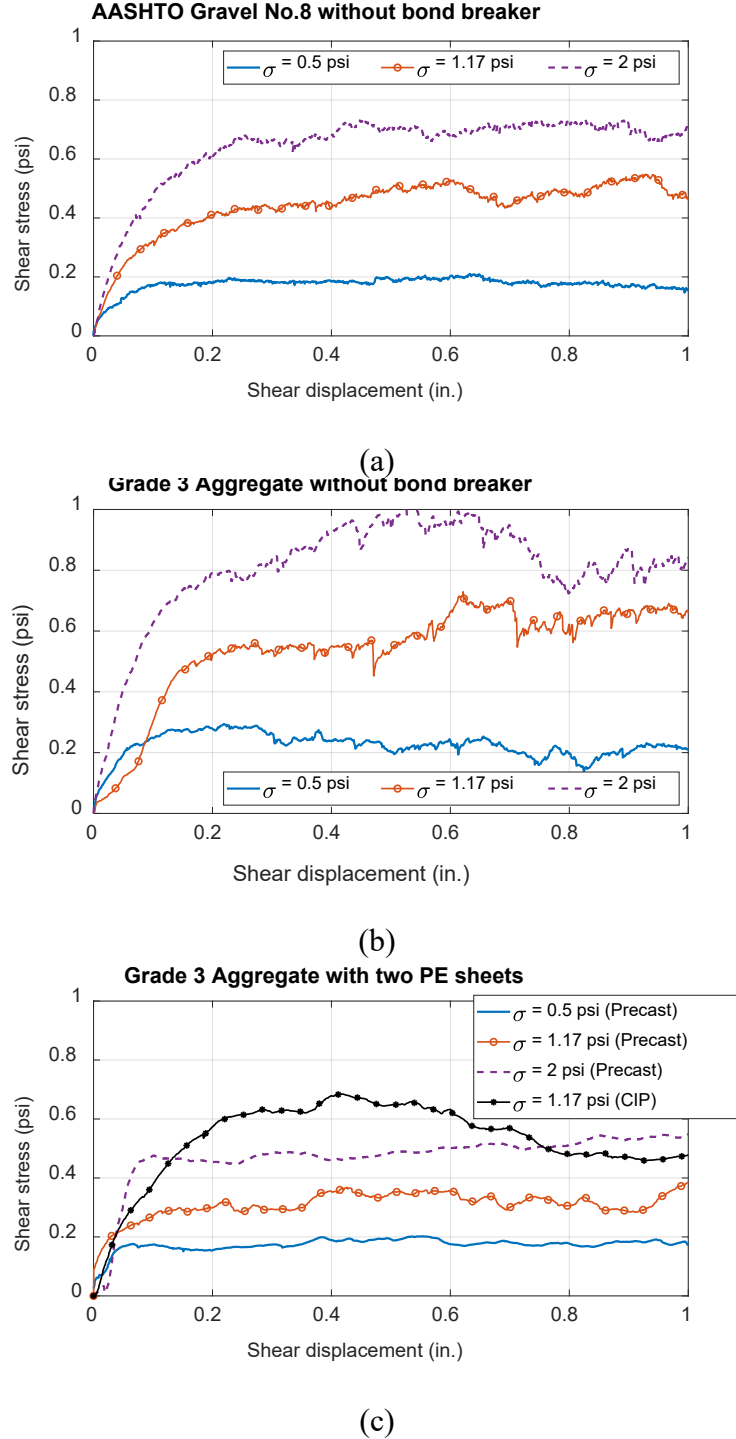 AASHTO Gravel No.8 without bond breaker
σ = 0.5 psi σ = 1.17 psi σ = 2 psi
1
0.8
0.6
0.4
0.2
0
Shear stress (psi)
0 0.2 0.4 0.6 0.8 1
Shear displacement (in.)
(a)
Grade 3 Aggregate without bond breaker
1
0.8
0.6
0.4
0.2
0
Shear stress (psi)
σ = 0.5 psi σ = 1.17 psi σ = 2 psi
0 0.2 0.4 0.6 0.8 1
Shear displacement (in.)
(b)
Grade 3 Aggregate with two PE sheets
σ = 0.5 psi (Precast)
σ = 1.17 psi (Precast)
σ = 2 psi (Precast)
σ = 1.17 psi (CIP)
1
0.8
0.6
0.4
0.2
0
Shear stress (psi)
0 0.2 0.4 0.6 0.8 1
Shear displacement (in.)
(c)